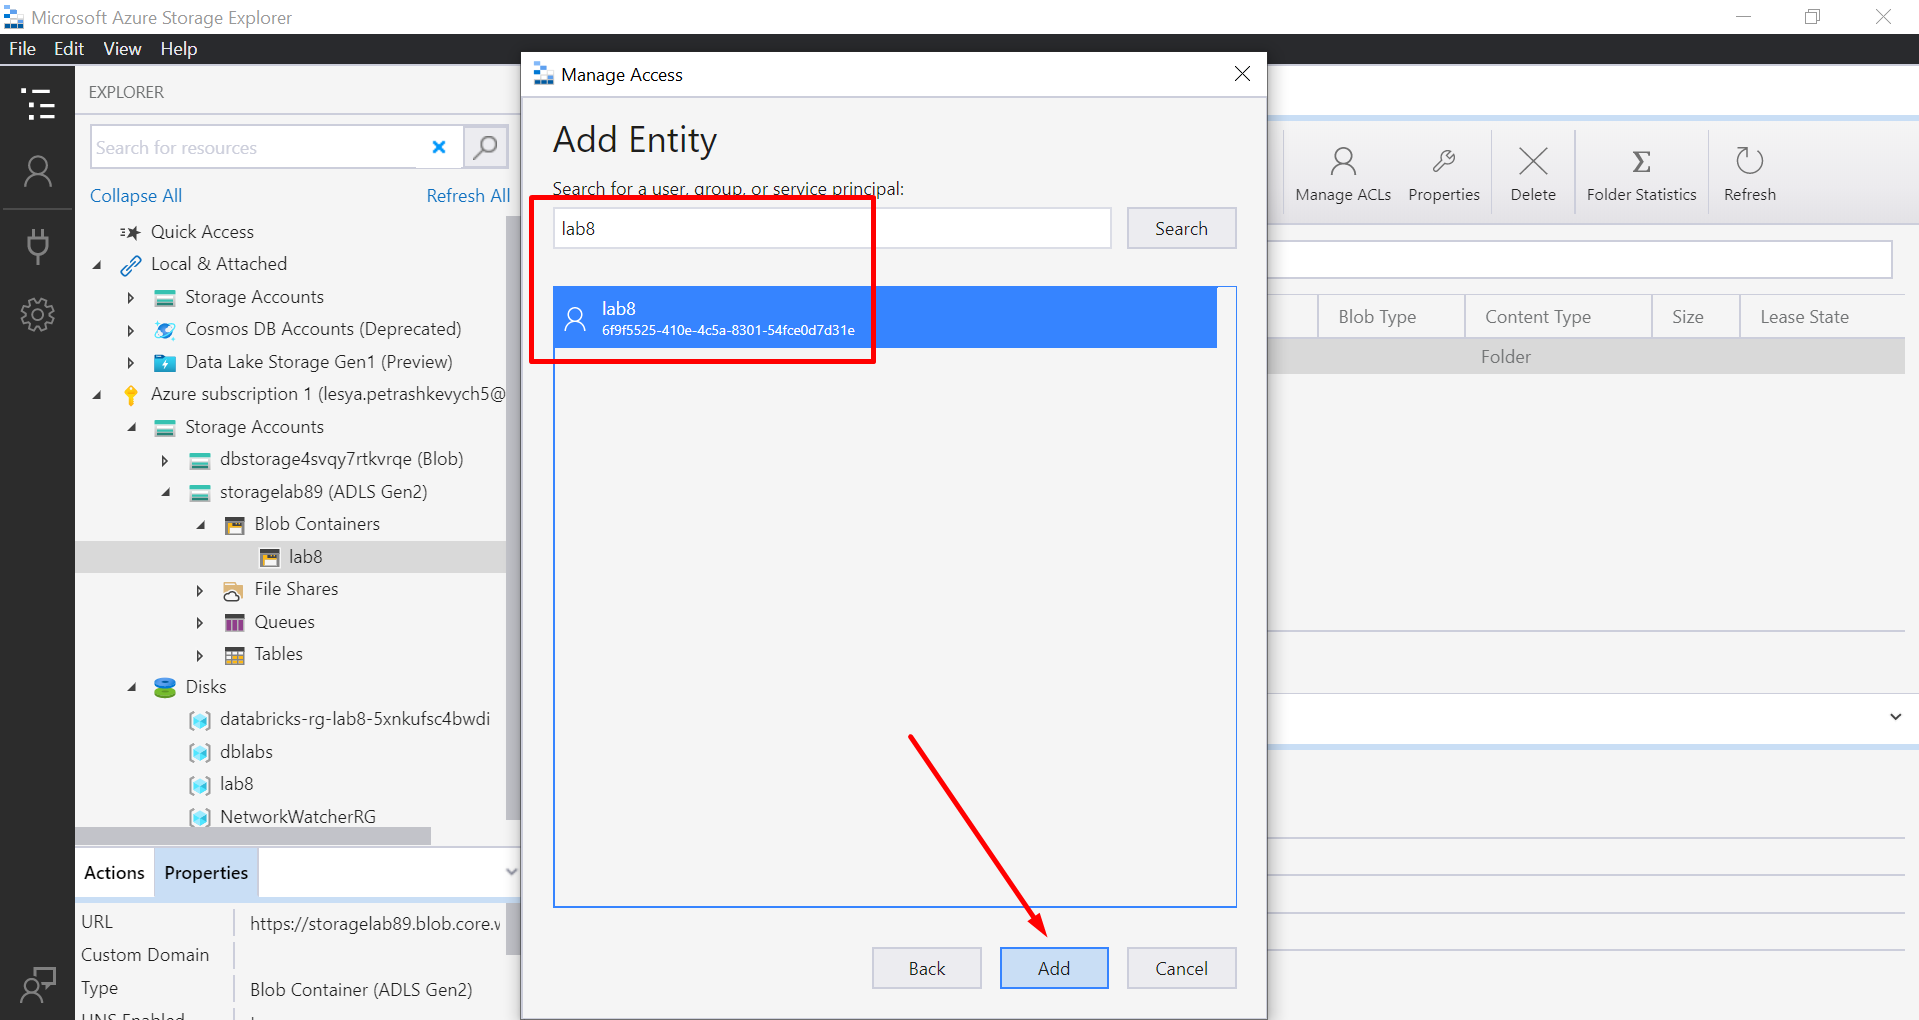 Microsoft Azure Storage Explorer
File Edit View Help
EXPLORER
Search for resources
Collapse All Refresh All
Quick Access
Local & Attached
Storage Accounts
Cosmos DB Accounts (Deprecated)
Data Lake Storage Gen1 (Preview)
Azure subscription 1 (lesya.petrashkevych5@
Storage Accounts
dbstorage4svqy7rtkvrqe (Blob)
storagelab89 (ADLS Gen2)
Blob Containers
lab8
File Shares
Queues
Tables
Disks
databricks-rg-lab8-5xnkufsc4bwdi
dblabs
lab8
NetworkWatcherRG
Actions Properties
URL https://storagelab89.blob.core.w
Custom Domain
Type Blob Container (ADLS Gen2)
HNS Enabled
Manage Access
Add Entity
Search for a user, group, or service principal:
lab8 Search
lab8
6f9f5525-410e-4c5a-8301-54fce0d7d31e
Back Add Cancel
Manage ACLs Properties Delete Folder Statistics Refresh
Blob Type Content Type Size Lease State
Folder